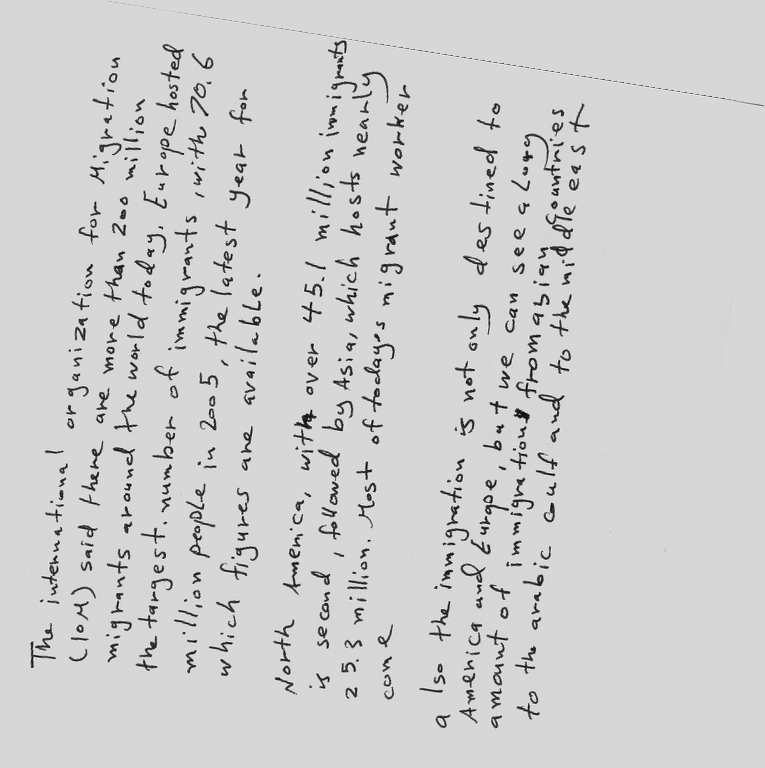 The international organization for Migration
(IOM) said there are more than 200 million
migrants around the world today. Europe hosted
the targest. number of immigrants, with 70.6
million people in 2005, the latest year for
which figures are available.
North America, with over 45.1 million immigrants
is second, followed by Asia, which hosts nearly
25.3 million. Most of todayes migrant worker
come
also the immigration is not only destined to
America and Europe, but we can see a larg
amount of immigration from asian countries
to the arabic gulf and to the middle east